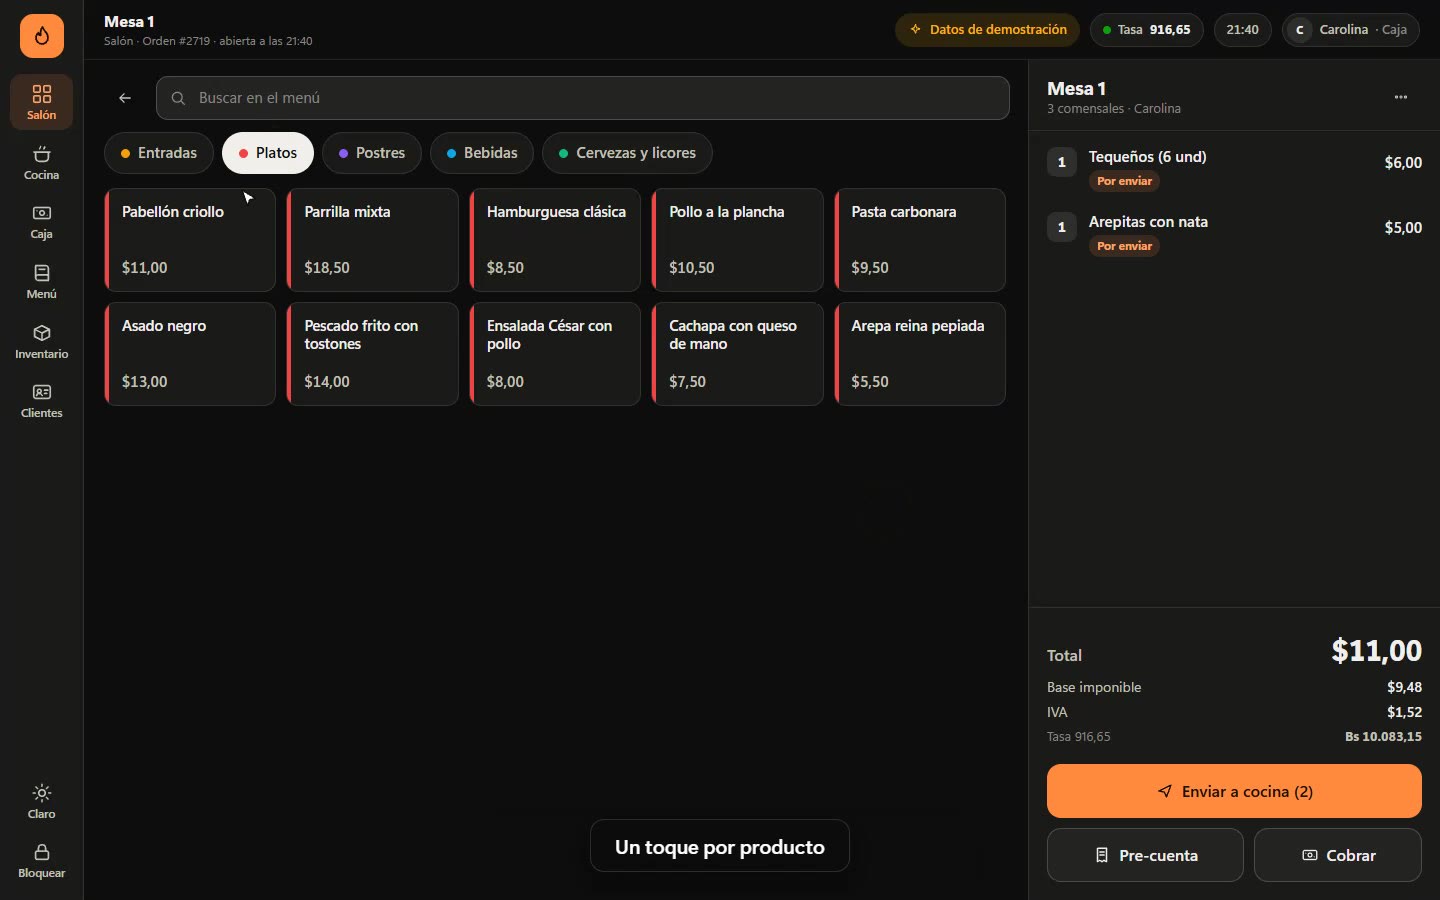 Mesa 1
Salón · Orden #2719 · abierta a las 21:40
Datos de demostración
Tasa 916,65
21:40
C Carolina · Caja
Salón
Cocina
Caja
Menú
Inventario
Clientes
Claro
Bloquear
Buscar en el menú
Entradas
Platos
Postres
Bebidas
Cervezas y licores
Pabellón criollo
$11,00
Parrilla mixta
$18,50
Hamburguesa clásica
$8,50
Pollo a la plancha
$10,50
Pasta carbonara
$9,50
Asado negro
$13,00
Pescado frito con
tostones
$14,00
Ensalada César con
pollo
$8,00
Cachapa con queso
de mano
$7,50
Arepa reina pepiada
$5,50
Un toque por producto
Mesa 1
3 comensales · Carolina
1 Tequeños (6 und) $6,00
Por enviar
1 Arepitas con nata $5,00
Por enviar
Total $11,00
Base imponible $9,48
IVA $1,52
Tasa 916,65 Bs 10.083,15
Enviar a cocina (2)
Pre-cuenta
Cobrar